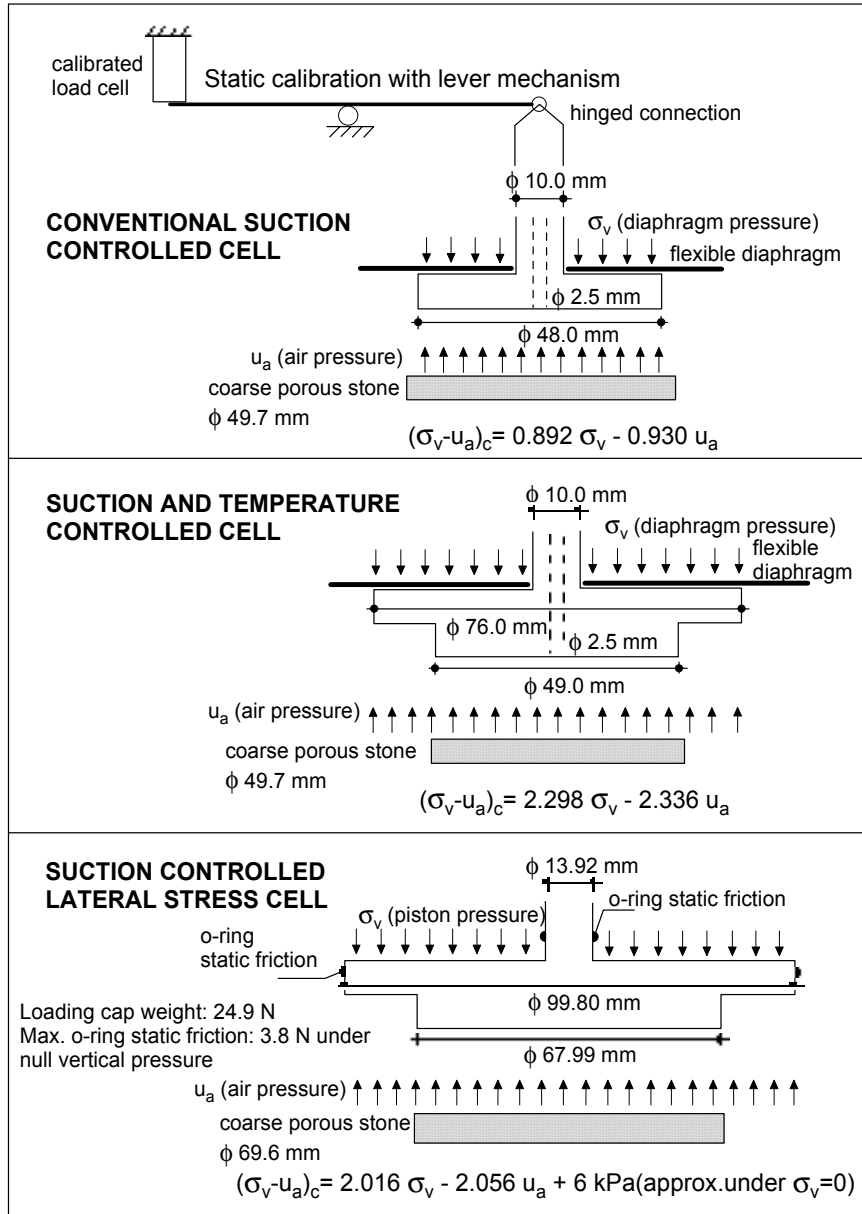 calibrated
load cell
Static calibration with lever mechanism
hinged connection
ϕ 10.0 mm
CONVENTIONAL SUCTION
CONTROLLED CELL
σv (diaphragm pressure)
flexible diaphragm
ϕ 2.5 mm
ϕ 48.0 mm
ua (air pressure)
coarse porous stone
ϕ 49.7 mm
(σv-ua)c= 0.892 σv - 0.930 ua
SUCTION AND TEMPERATURE
CONTROLLED CELL
ϕ 10.0 mm
σv (diaphragm pressure)
flexible
diaphragm
ϕ 76.0 mm
ϕ 2.5 mm
ϕ 49.0 mm
ua (air pressure)
coarse porous stone
ϕ 49.7 mm
(σv-ua)c= 2.298 σv - 2.336 ua
SUCTION CONTROLLED
LATERAL STRESS CELL
ϕ 13.92 mm
o-ring static friction
σv (piston pressure)
o-ring
static friction
ϕ 99.80 mm
Loading cap weight: 24.9 N
Max. o-ring static friction: 3.8 N under
null vertical pressure
ϕ 67.99 mm
ua (air pressure)
coarse porous stone
ϕ 69.6 mm
(σv-ua)c= 2.016 σv - 2.056 ua + 6 kPa(approx.under σv=0)